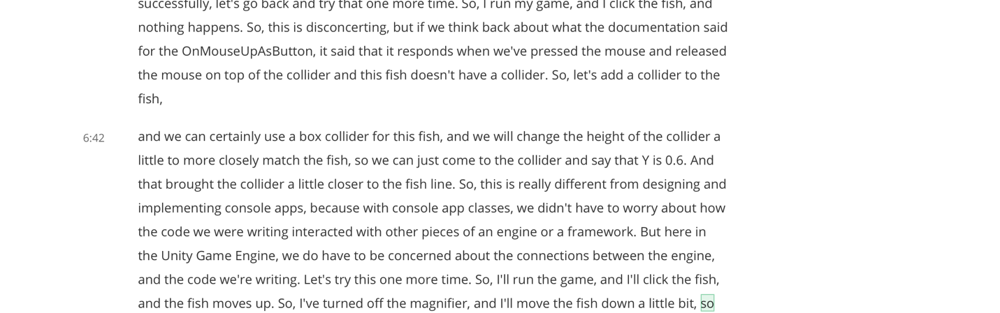 successfully, let's go back and try that one more time. So, I run my game, and I click the fish, and
nothing happens. So, this is disconcerting, but if we think back about what the documentation said
for the OnMouseUpAsButton, it said that it responds when we've pressed the mouse and released
the mouse on top of the collider and this fish doesn't have a collider. So, let's add a collider to the
fish,
6:42
and we can certainly use a box collider for this fish, and we will change the height of the collider a
little to more closely match the fish, so we can just come to the collider and say that Y is 0.6. And
that brought the collider a little closer to the fish line. So, this is really different from designing and
implementing console apps, because with console app classes, we didn't have to worry about how
the code we were writing interacted with other pieces of an engine or a framework. But here in
the Unity Game Engine, we do have to be concerned about the connections between the engine,
and the code we're writing. Let's try this one more time. So, I'll run the game, and I'll click the fish,
and the fish moves up. So, I've turned off the magnifier, and I'll move the fish down a little bit, so